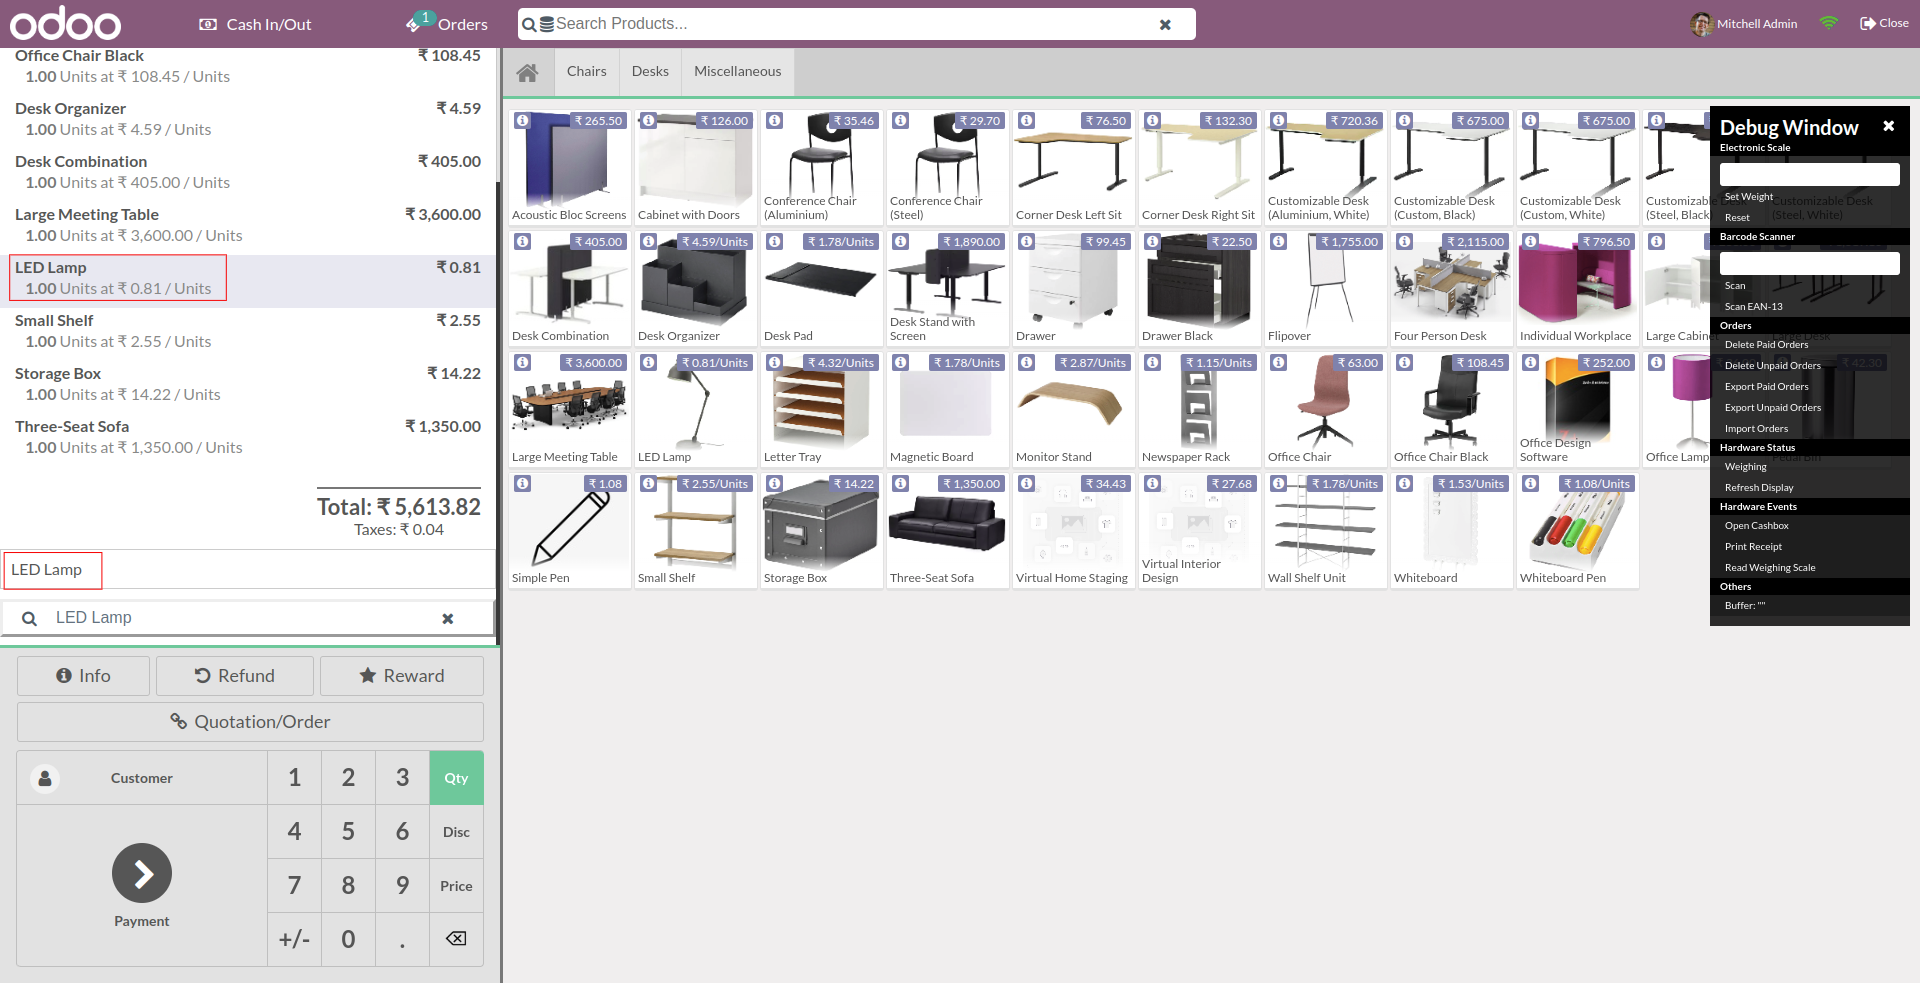 odoo
Cash In/Out
1
Orders
Search Products...
Mitchell Admin
Close
Office Chair Black
₹ 108.45
1.00 Units at ₹ 108.45 / Units
Desk Organizer
₹ 4.59
1.00 Units at ₹ 4.59 / Units
Desk Combination
₹ 405.00
1.00 Units at ₹ 405.00 / Units
Large Meeting Table
₹ 3,600.00
1.00 Units at ₹ 3,600.00 / Units
LED Lamp
₹ 0.81
1.00 Units at ₹ 0.81 / Units
Small Shelf
₹ 2.55
1.00 Units at ₹ 2.55 / Units
Storage Box
₹ 14.22
1.00 Units at ₹ 14.22 / Units
Three-Seat Sofa
₹ 1,350.00
1.00 Units at ₹ 1,350.00 / Units
Total: ₹ 5,613.82
Taxes: ₹ 0.04
LED Lamp
LED Lamp
Info
Refund
Reward
Quotation/Order
Customer
1
2
3
Qty
4
5
6
Disc
7
8
9
Price
+/-
0
.
Payment
Chairs
Desks
Miscellaneous
₹ 265.50
Acoustic Bloc Screens
₹ 126.00
Cabinet with Doors
₹ 35.46
Conference Chair
(Aluminium)
₹ 29.70
Conference Chair
(Steel)
₹ 76.50
Corner Desk Left Sit
₹ 132.30
Corner Desk Right Sit
₹ 720.36
Customizable Desk
(Aluminium, White)
₹ 675.00
Customizable Desk
(Custom, Black)
₹ 675.00
Customizable Desk
(Custom, White)
Customizable Desk
(Steel, Black)
Customizable Desk
(Steel, White)
₹ 405.00
Desk Combination
₹ 4.59/Units
Desk Organizer
₹ 1.78/Units
Desk Pad
₹ 1,890.00
Desk Stand with
Screen
₹ 99.45
Drawer
₹ 22.50
Drawer Black
₹ 1,755.00
Flipover
₹ 2,115.00
Four Person Desk
₹ 796.50
Individual Workplace
Large Cabinet
Large Desk
₹ 3,600.00
Large Meeting Table
₹ 0.81/Units
LED Lamp
₹ 4.32/Units
Letter Tray
₹ 1.78/Units
Magnetic Board
₹ 2.87/Units
Monitor Stand
₹ 1.15/Units
Newspaper Rack
₹ 63.00
Office Chair
₹ 108.45
Office Chair Black
₹ 252.00
Office Design
Software
Office Lamp
₹ 42.30
Pedal Bin
₹ 1.08
Simple Pen
₹ 2.55/Units
Small Shelf
₹ 14.22
Storage Box
₹ 1,350.00
Three-Seat Sofa
₹ 34.43
Virtual Home Staging
₹ 27.68
Virtual Interior
Design
₹ 1.78/Units
Wall Shelf Unit
₹ 1.53/Units
Whiteboard
₹ 1.08/Units
Whiteboard Pen
Debug Window
Electronic Scale
Set Weight
Reset
Barcode Scanner
Scan
Scan EAN-13
Orders
Delete Paid Orders
Delete Unpaid Orders
Export Paid Orders
Export Unpaid Orders
Import Orders
Hardware Status
Weighing
Refresh Display
Hardware Events
Open Cashbox
Print Receipt
Read Weighing Scale
Others
Buffer: ""